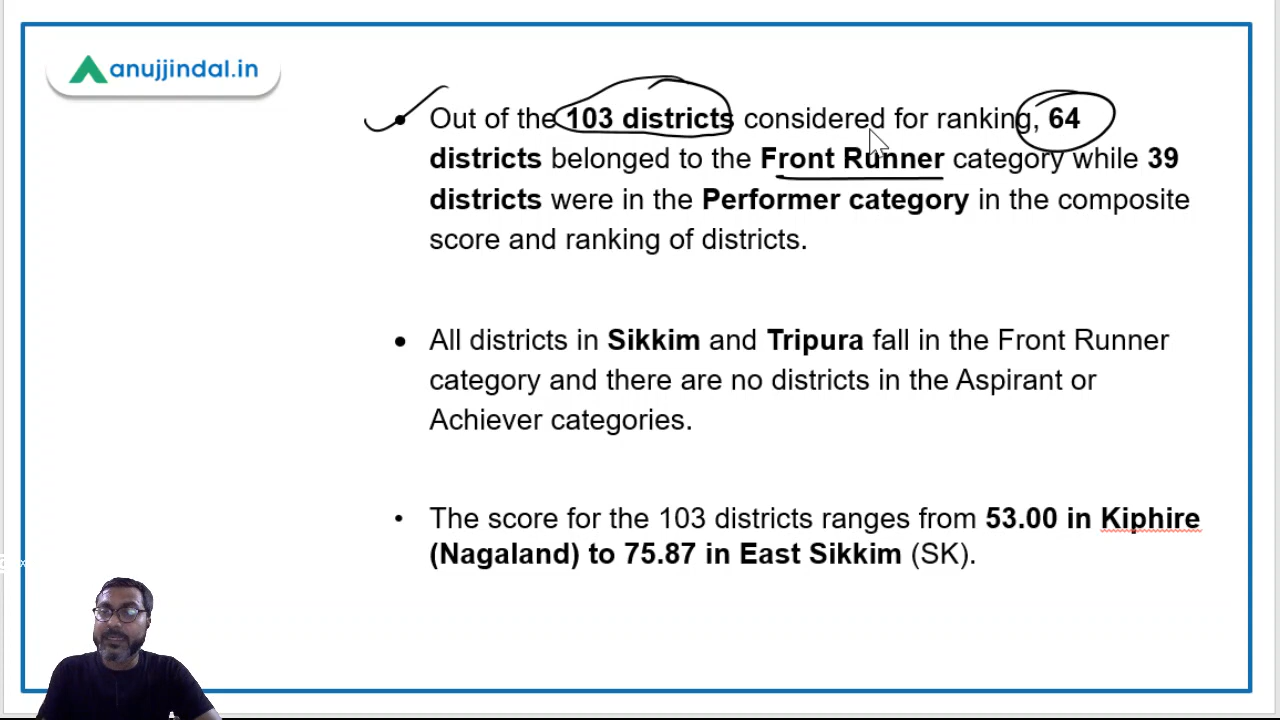 anujjindal.in
Out of the 103 districts considered for ranking, 64
districts belonged to the Front Runner category while 39
districts were in the Performer category in the composite
score and ranking of districts.
All districts in Sikkim and Tripura fall in the Front Runner
category and there are no districts in the Aspirant or
Achiever categories.
The score for the 103 districts ranges from 53.00 in Kiphire
(Nagaland) to 75.87 in East Sikkim (SK).